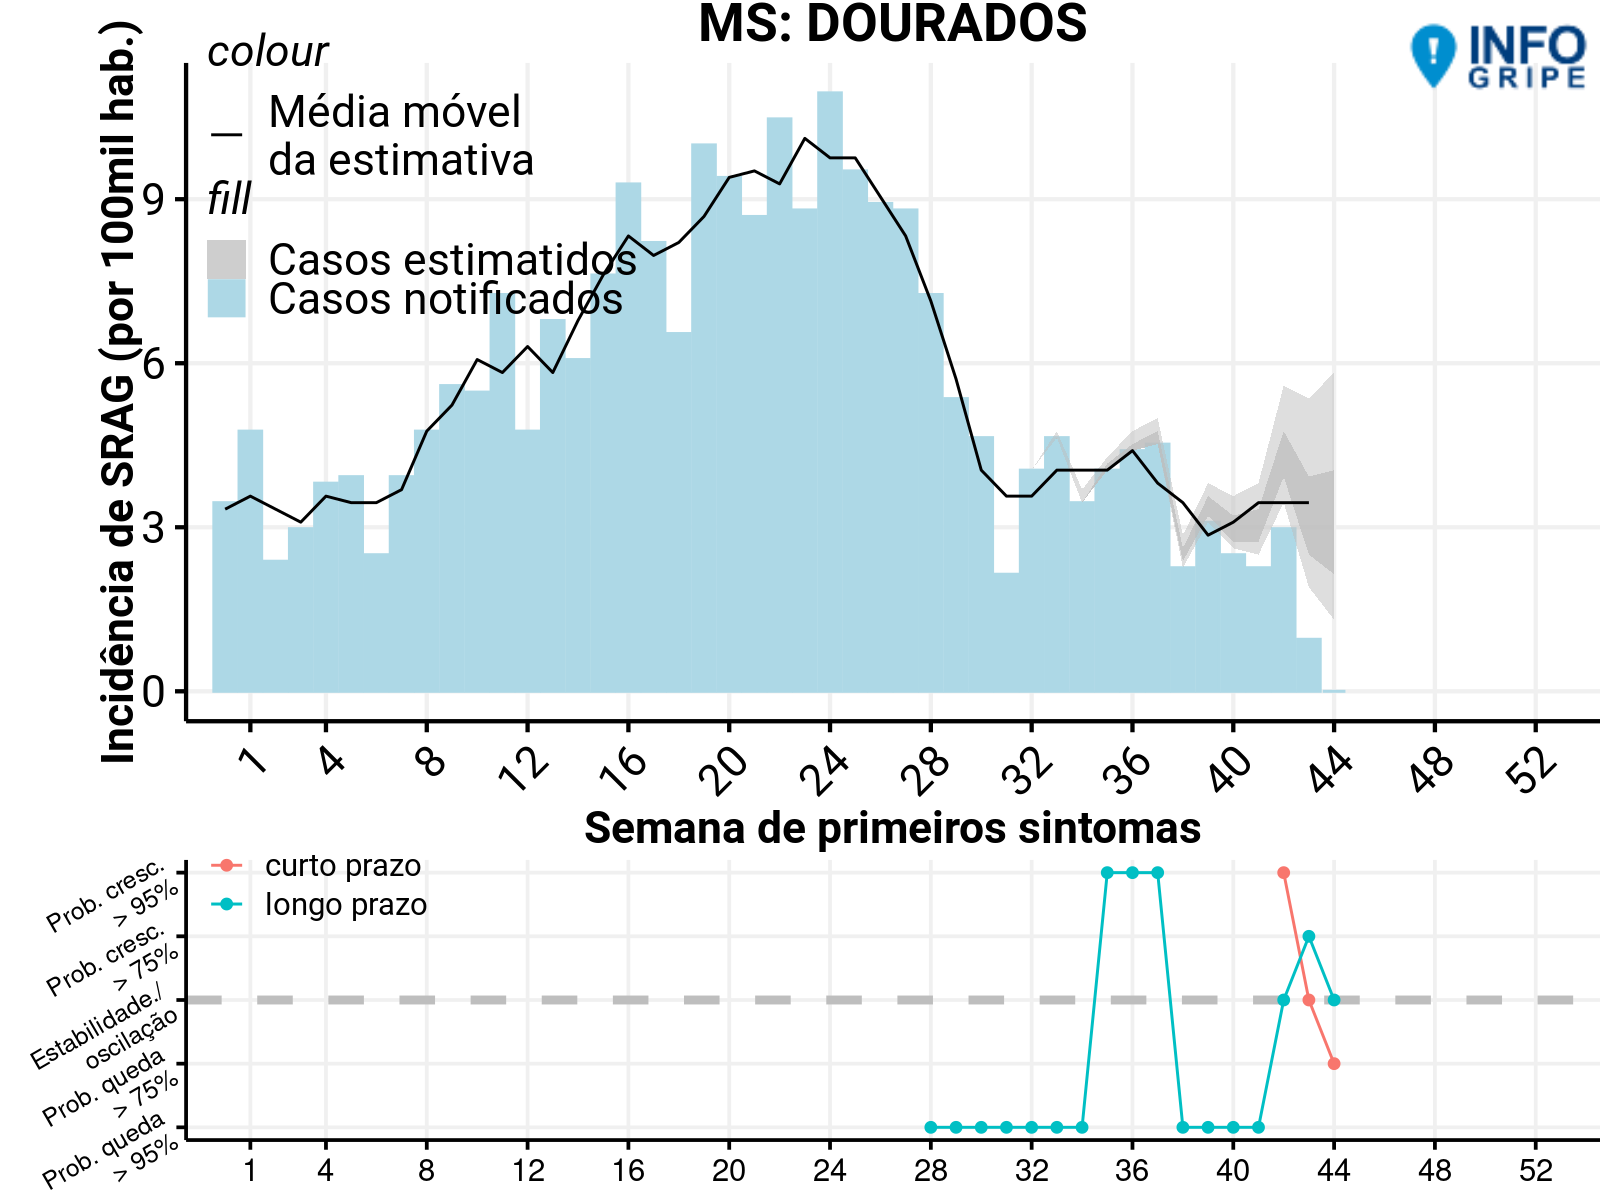 MS: DOURADOS
INFO
GRIPE
Incidência de SRAG (por 100mil hab.)
colour
Média móvel
da estimativa
fill
Casos estimatidos
Casos notificados
9
6
3
0
1 4 8 12 16 20 24 28 32 36 40 44 48 52
Semana de primeiros sintomas
curto prazo
longo prazo
Prob. cresc.
> 95%
Prob. cresc.
> 75%
Estabilidade./
oscilação
Prob. queda
> 75%
Prob. queda
> 95%
1 4 8 12 16 20 24 28 32 36 40 44 48 52